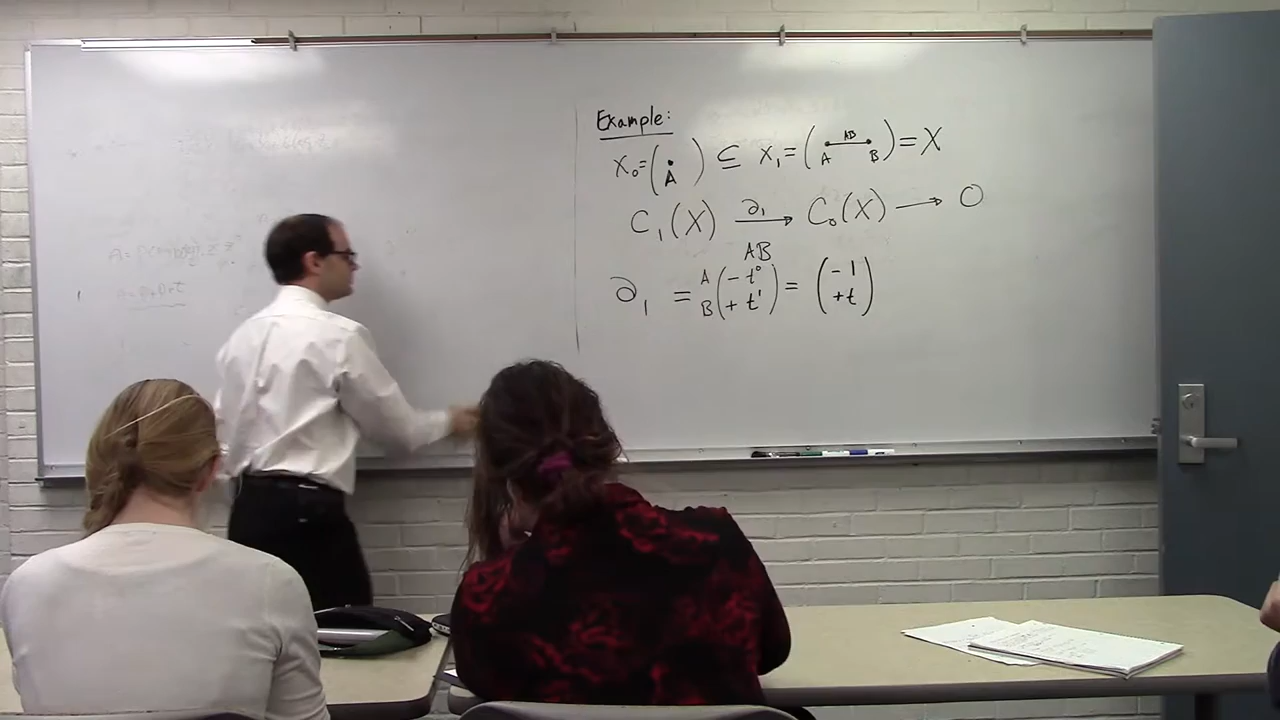 Example:
X₀=(A) ⊆ X₁=(A AB B)=X
C₁(X) ∂₁→ C₀(X) → 0
AB
∂₁ = A B (-t⁰ +t¹) = (-1 +t)